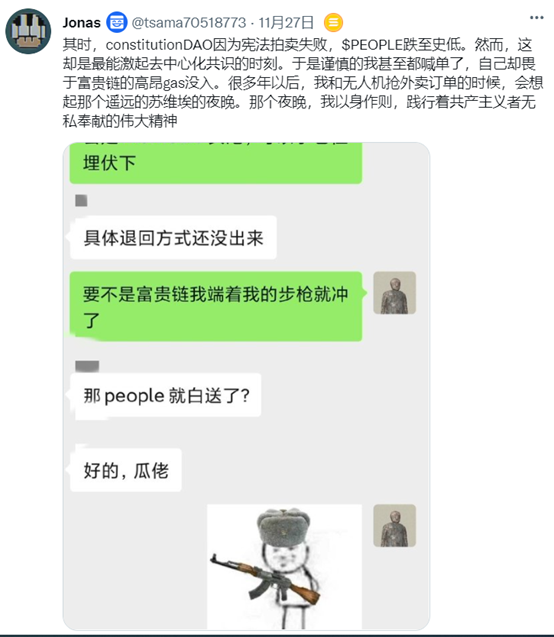 Jonas @tsama70518773 · 11月27日
其时，constitutionDAO因为宪法拍卖失败，$PEOPLE跌至史低。然而，这
却是最能激起去中心化共识的时刻。于是谨慎的我甚至都喊单了，自己却畏
于富贵链的高昂gas没入。很多年以后，我和无人机抢外卖订单的时候，会想
起那个遥远的苏维埃的夜晚。那个夜晚，我以身作则，践行着共产主义者无
私奉献的伟大精神
埋伏下
具体退回方式还没出来
要不是富贵链我端着我的步枪就冲
了
那 people 就白送了?
好的，瓜佬